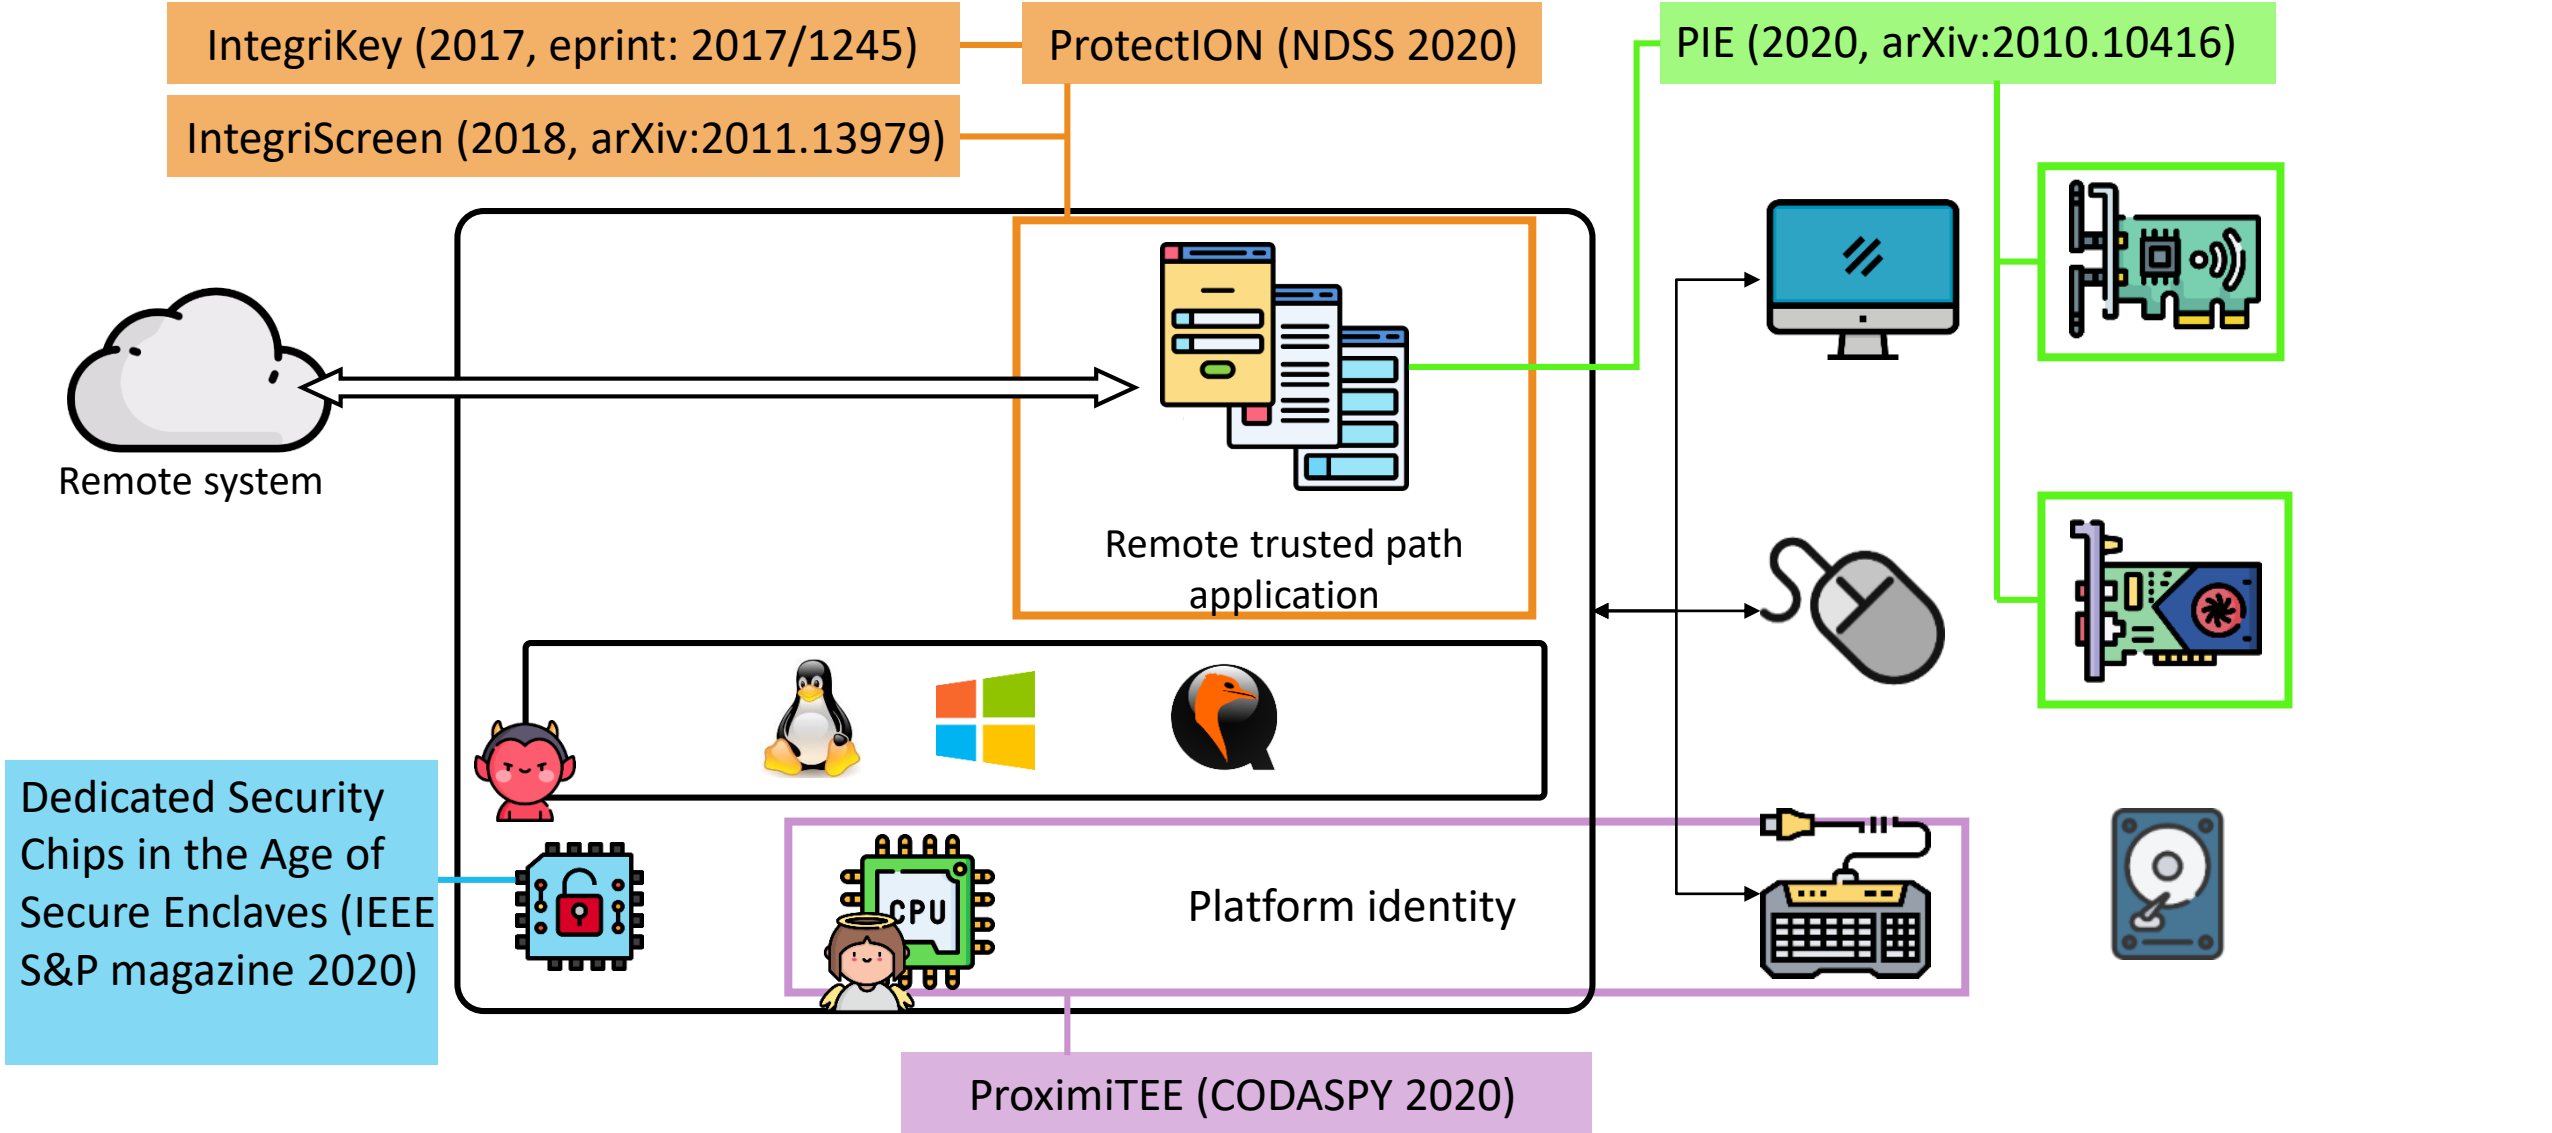 IntegriKey (2017, eprint: 2017/1245)
ProtectION (NDSS 2020)
PIE (2020, arXiv:2010.10416)
IntegriScreen (2018, arXiv:2011.13979)
Remote system
Remote trusted path
application
Dedicated Security
Chips in the Age of
Secure Enclaves (IEEE
S&P magazine 2020)
CPU
Platform identity
ProximiTEE (CODASPY 2020)